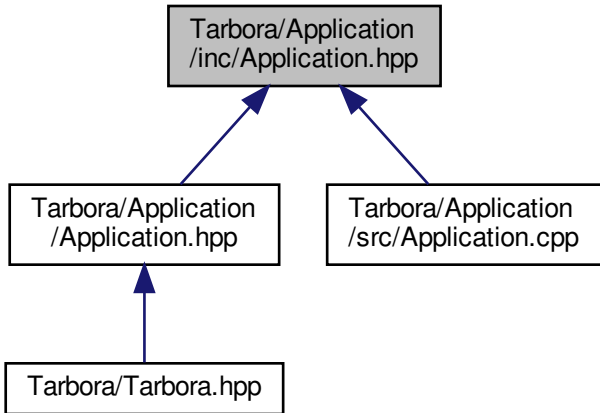 Tarbora/Application
/inc/Application.hpp
Tarbora/Application
/Application.hpp
Tarbora/Application
/src/Application.cpp
Tarbora/Tarbora.hpp